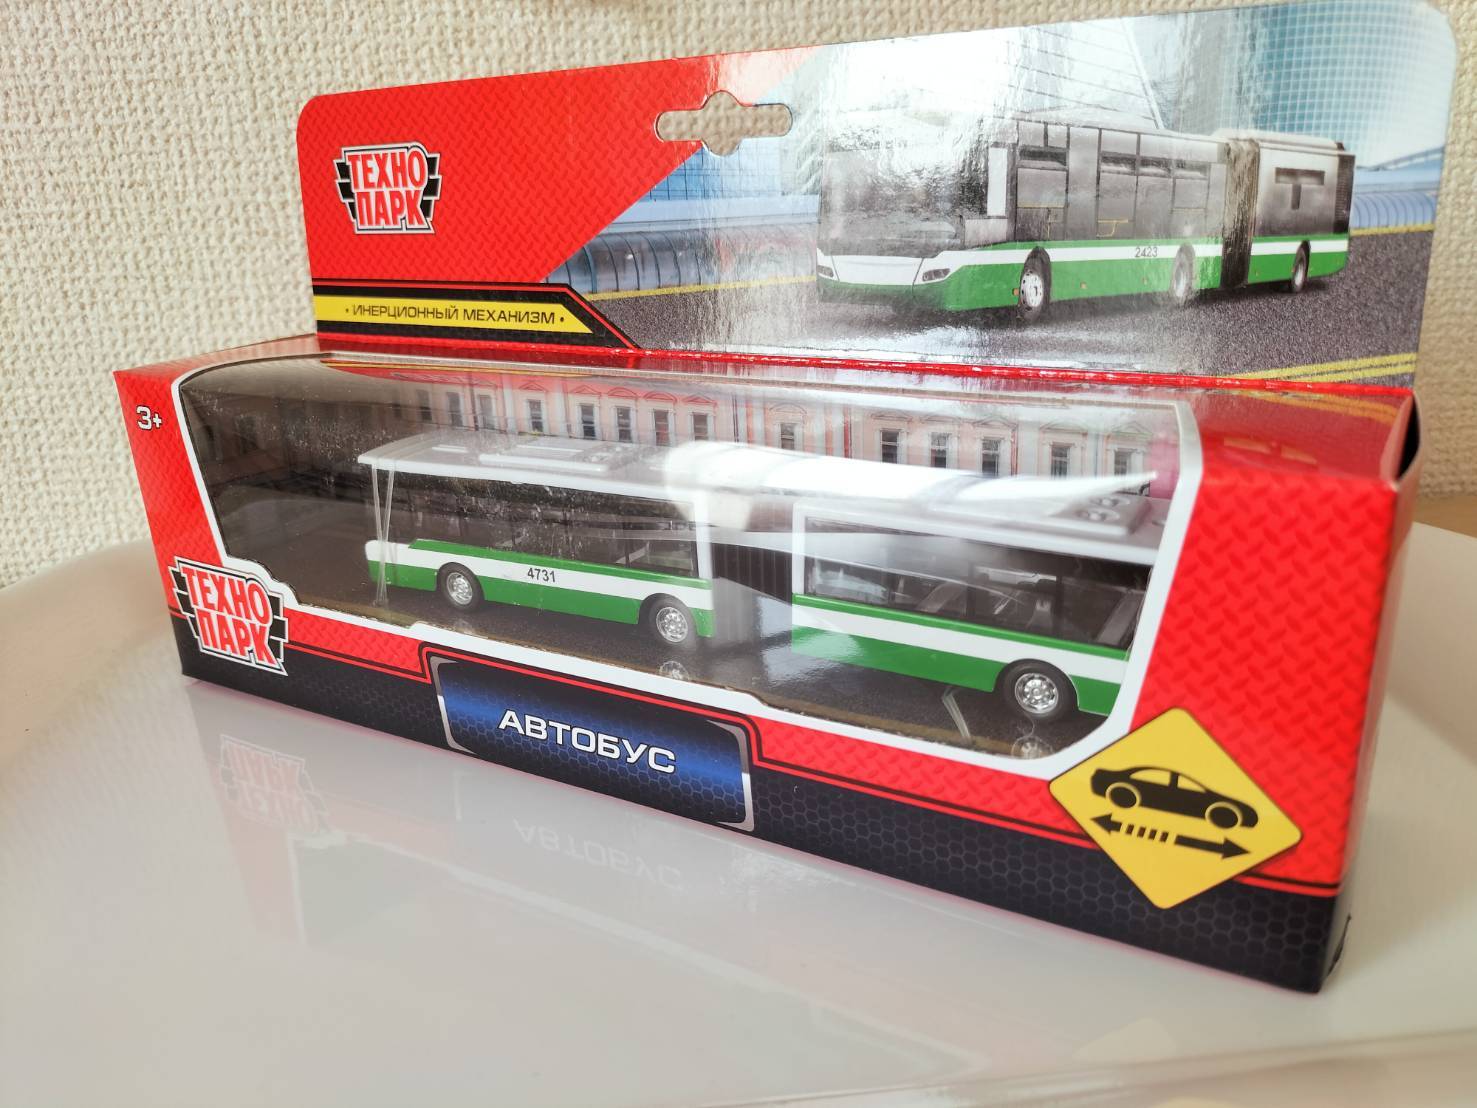 ТЕХНО
ПАРК
• ИНЕРЦИОННЫЙ МЕХАНИЗМ •
2423
3+
4731
ТЕХНО
ПАРК
АВТОБУС